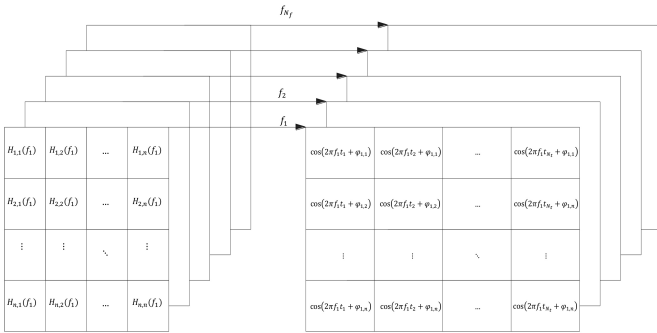 f_{N_f}
f_2
f_1
H_{1,1}(f_1) H_{1,2}(f_1) ... H_{1,n}(f_1) cos(2πf_1t_1 + φ_{1,1}) cos(2πf_1t_2 + φ_{1,1}) ... cos(2πf_1t_{N_t} + φ_{1,1})
H_{2,1}(f_1) H_{2,2}(f_1) ... H_{2,n}(f_1) cos(2πf_1t_1 + φ_{1,2}) cos(2πf_1t_2 + φ_{1,2}) ... cos(2πf_1t_{N_t} + φ_{1,n})
⋮ ⋮ ⋱ ⋮ ⋮ ⋮ ⋱ ⋮
H_{n,1}(f_1) H_{n,2}(f_1) ... H_{n,n}(f_1) cos(2πf_1t_1 + φ_{1,n}) cos(2πf_1t_2 + φ_{1,n}) ... cos(2πf_1t_{N_t} + φ_{1,n})